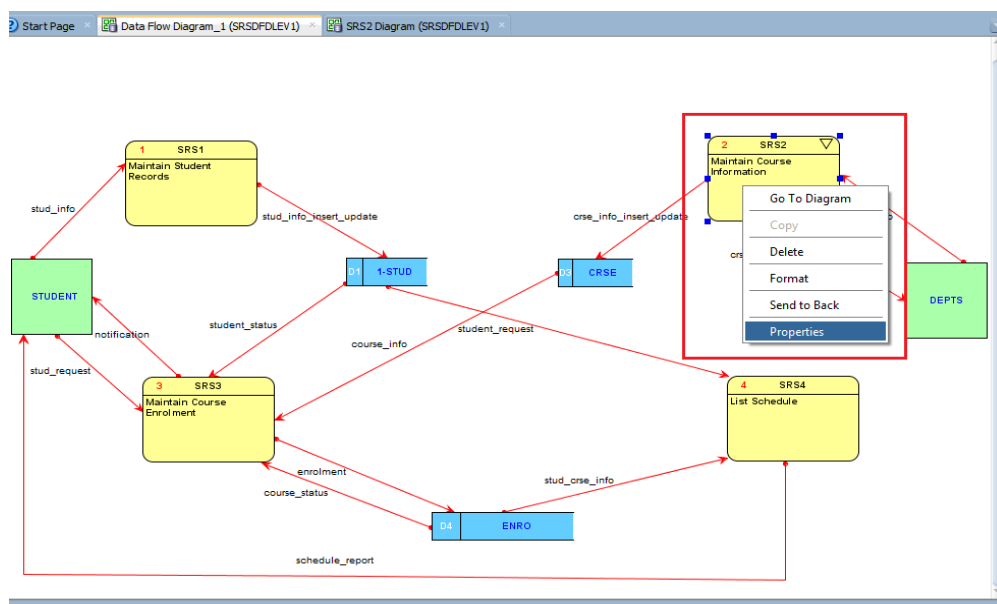 Start Page
Data Flow Diagram_1 (SRSDFDLEV1)
SRS2 Diagram (SRSDFDLEV1)
1 SRS1
Maintain Student
Records
2 SRS2
Maintain Course
Information
stud_info
stud_info_insert_update
crse_info_insert_update
Go To Diagram
Copy
Delete
Format
Send to Back
Properties
D1 1-STUD
D3 CRSE
STUDENT
DEPTS
notification
student_status
course_info
student_request
stud_request
3 SRS3
Maintain Course
Enrolment
4 SRS4
List Schedule
enrolment
course_status
stud_crse_info
D4 ENRO
schedule_report